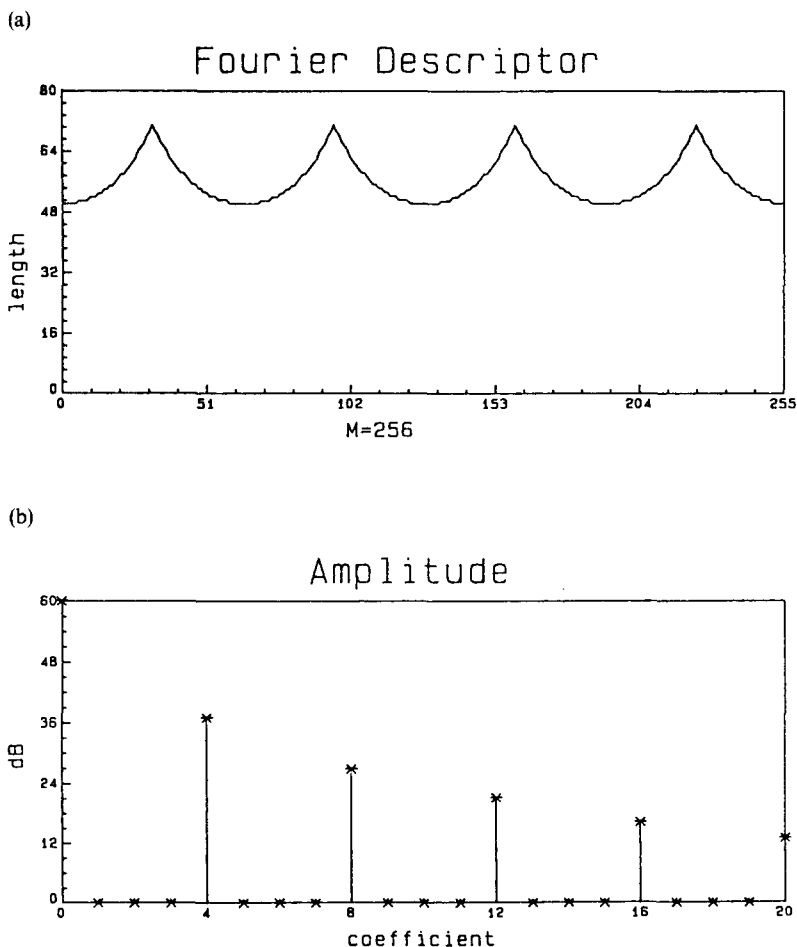 (a)
Fourier Descriptor
80
64
48
32
16
0
length
0 51 102 153 204 255
M=256
(b)
Amplitude
60
48
36
24
12
0
dB
0 4 8 12 16 20
coefficient